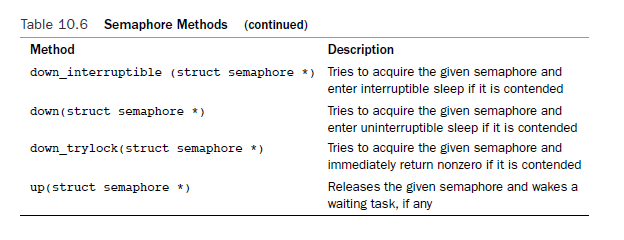 Table 10.6 Semaphore Methods (continued)
Method Description
down_interruptible (struct semaphore *) Tries to acquire the given semaphore and
enter interruptible sleep if it is contended
down(struct semaphore *) Tries to acquire the given semaphore and
enter uninterruptible sleep if it is contended
down_trylock(struct semaphore *) Tries to acquire the given semaphore and
immediately return nonzero if it is contended
up(struct semaphore *) Releases the given semaphore and wakes a
waiting task, if any